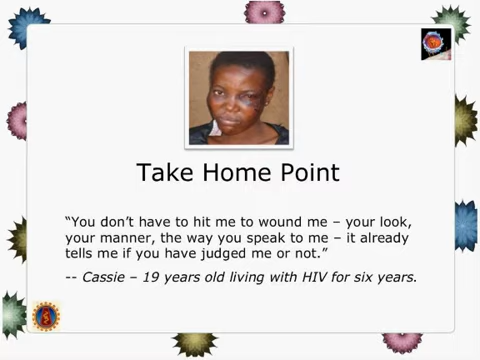 Take Home Point
“You don’t have to hit me to wound me – your look,
your manner, the way you speak to me – it already
tells me if you have judged me or not.”
-- Cassie – 19 years old living with HIV for six years.